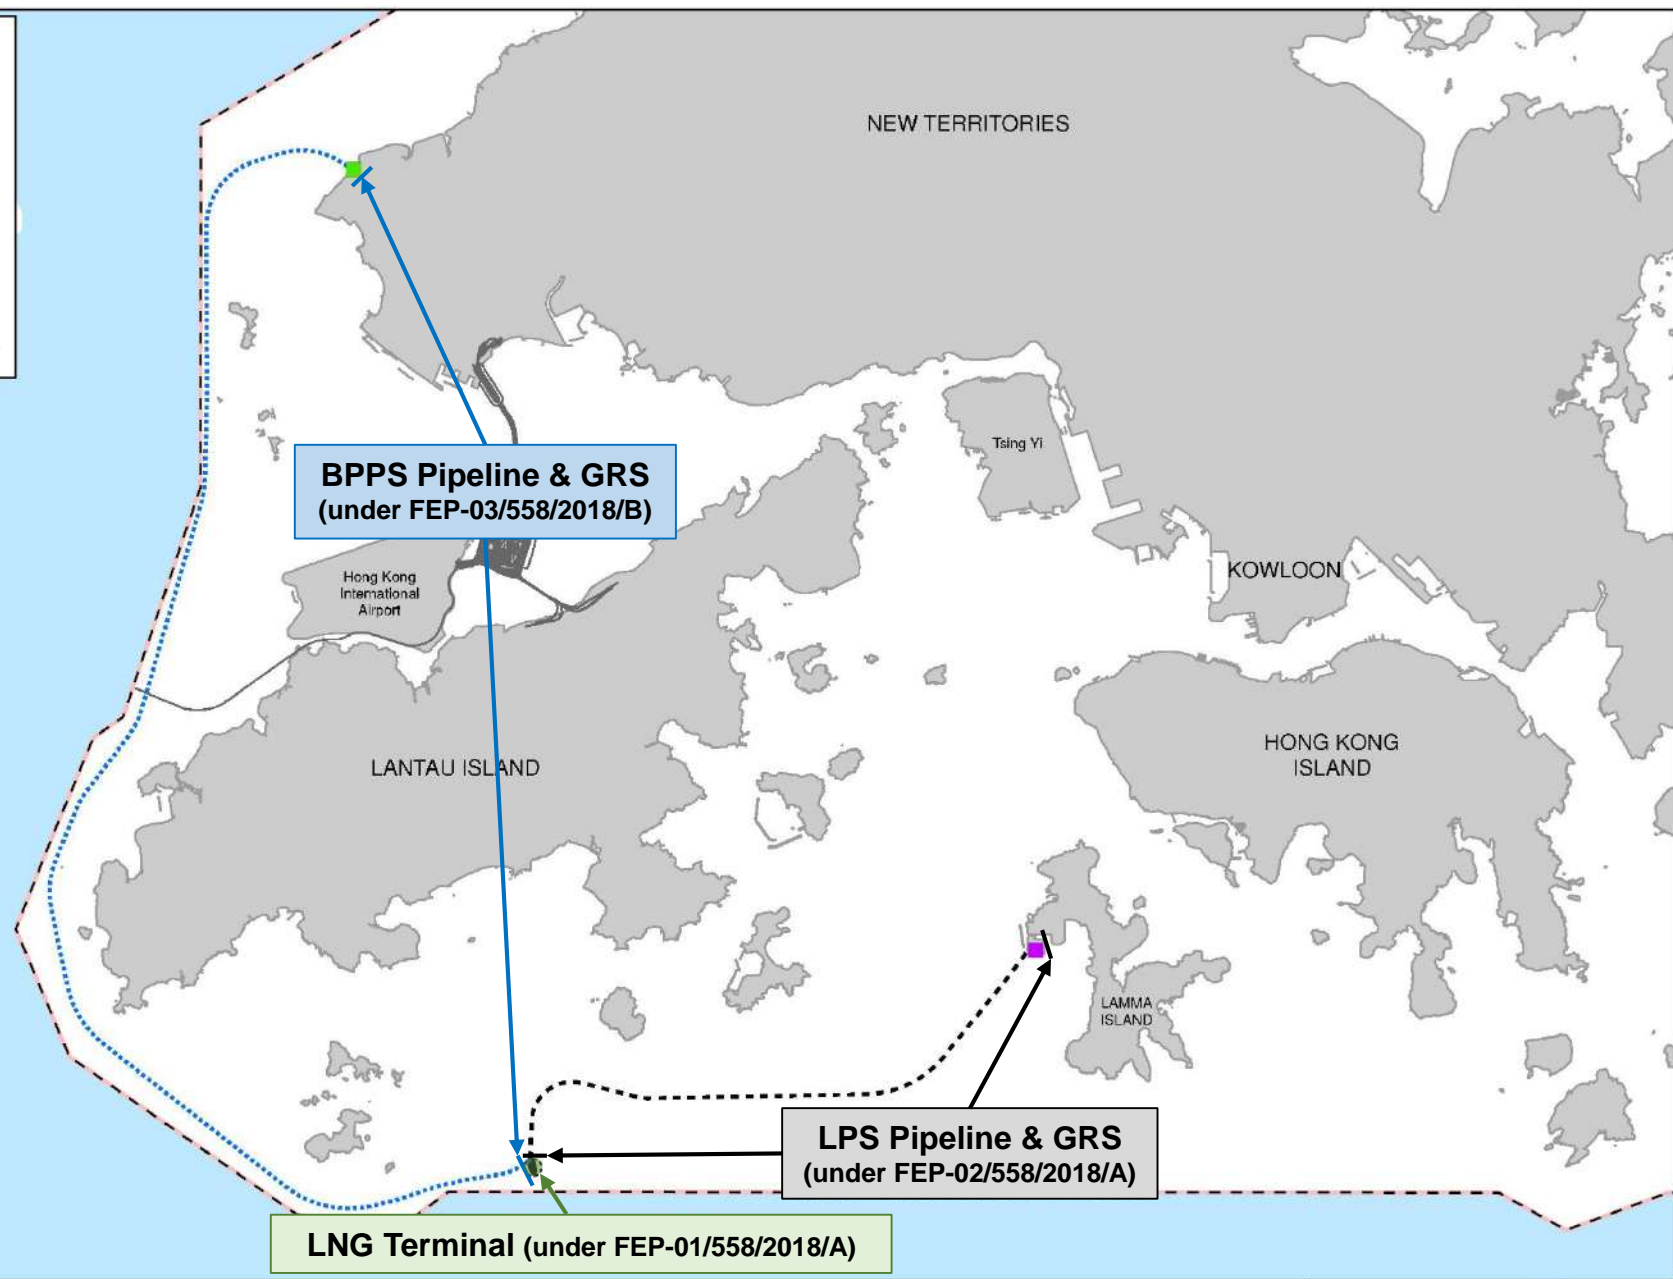 NEW TERRITORIES
Tsing Yi
BPPS Pipeline & GRS
(under FEP-03/558/2018/B)
KOWLOON
Hong Kong
International
Airport
HONG KONG
ISLAND
LANTAU ISLAND
LAMMA
ISLAND
LPS Pipeline & GRS
(under FEP-02/558/2018/A)
LNG Terminal (under FEP-01/558/2018/A)